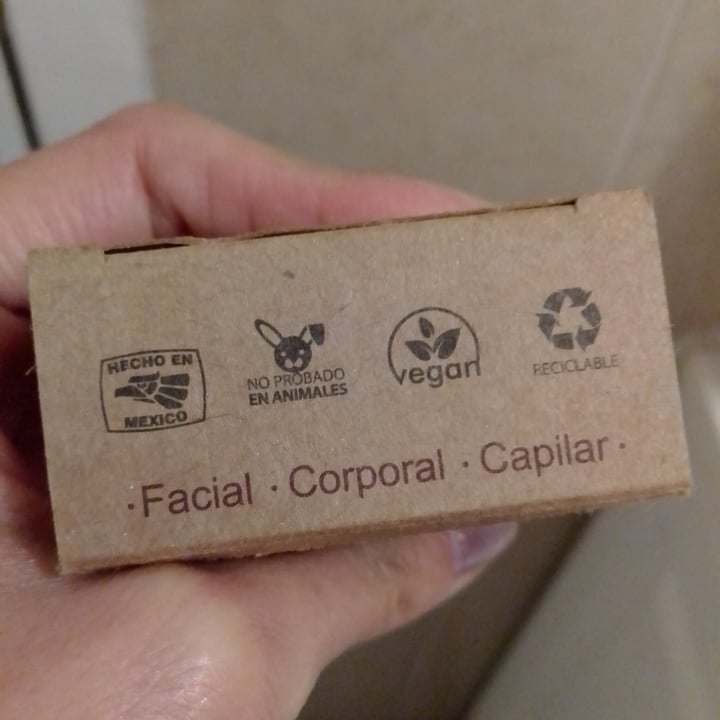 HECHO EN
MEXICO
NO PROBADO
EN ANIMALES
vegan
RECICLABLE
·Facial · Corporal · Capilar·